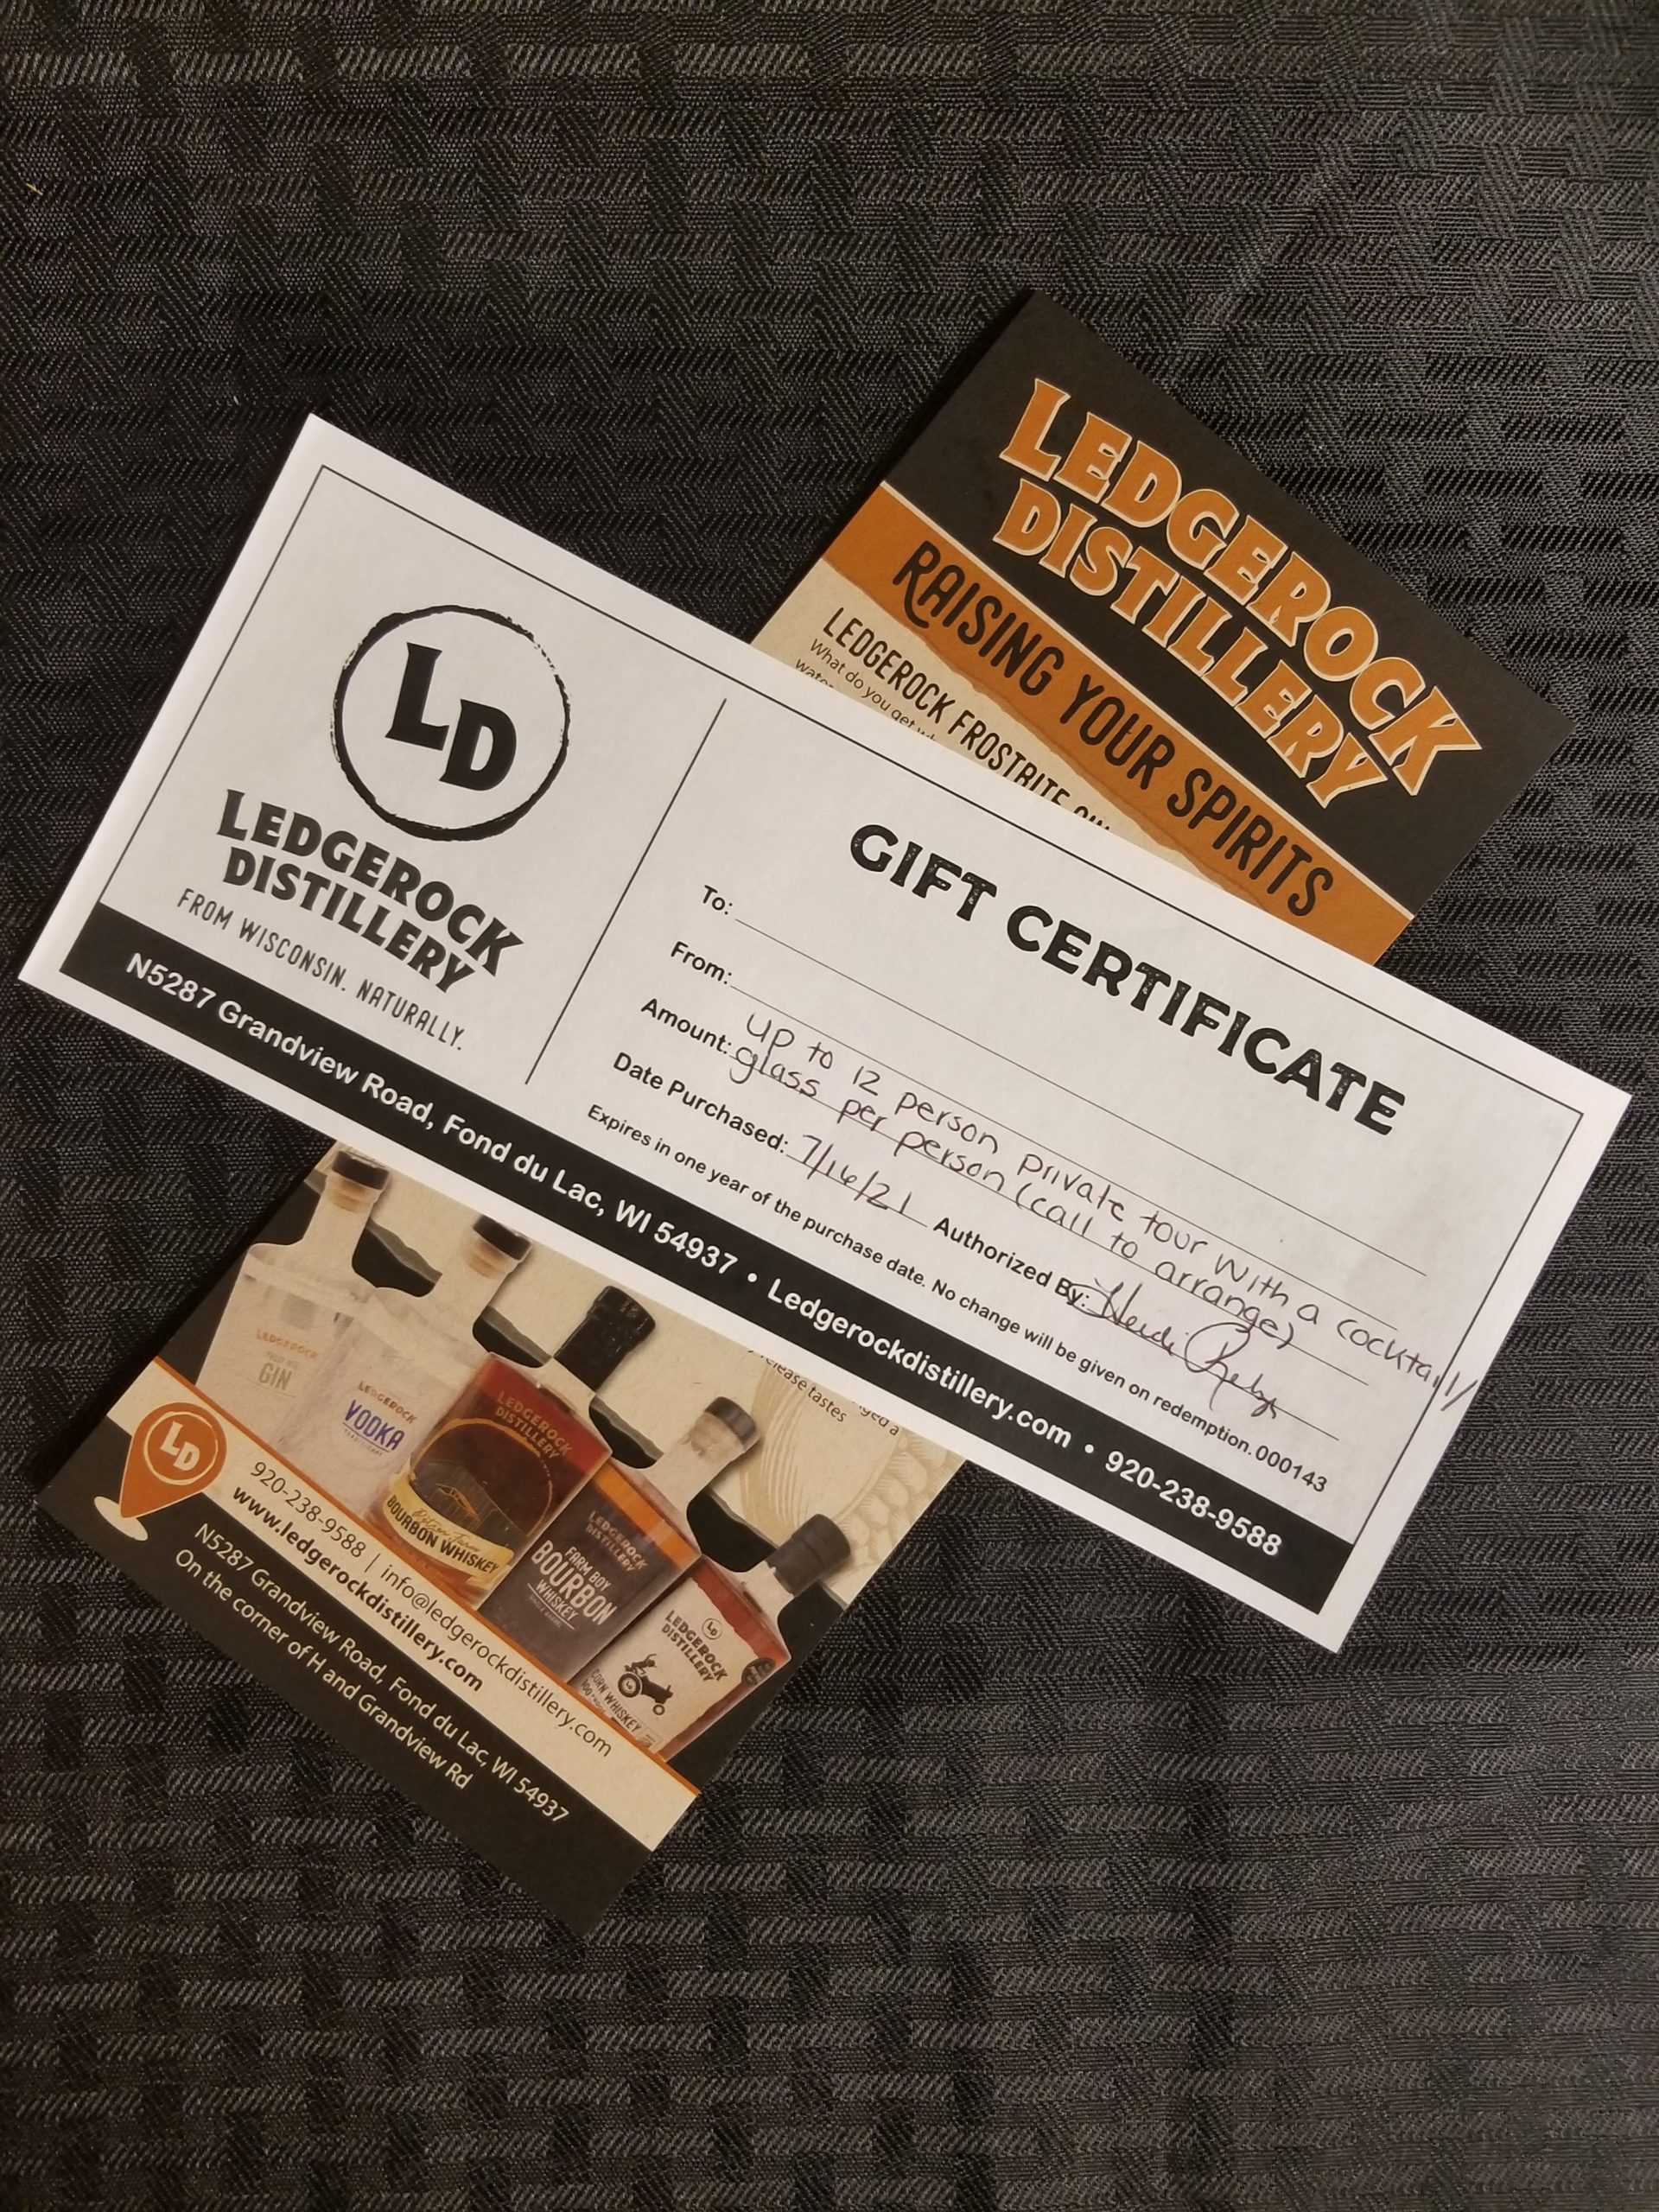 LEDGEROCK
DISTILLERY
RAISING YOUR SPIRITS
LEDGEROCK FROSTBITE GIN
What do you get
LD
LEDGEROCK
DISTILLERY
FROM WISCONSIN. NATURALLY.
GIFT CERTIFICATE
To:
From:
Amount: up to 12 person private tour with a cocktail/
glass per person (call to arrange)
Date Purchased: 7/16/21 Authorized By: Heidi
Expires in one year of the purchase date. No change will be given on redemption. 000143
N5287 Grandview Road, Fond du Lac, WI 54937 • Ledgerockdistillery.com • 920-238-9588
release tastes
LEDGEROCK
GIN
LEDGEROCK
VODKA
LEDGEROCK
DISTILLERY
BOURBON WHISKEY
LEDGEROCK
DISTILLERY
FARM BOY
BOURBON
WHISKEY
LD
LEDGEROCK
DISTILLERY
CORN WHISKEY
LD
920-238-9588 | info@ledgerockdistillery.com
www.ledgerockdistillery.com
N5287 Grandview Road, Fond du Lac, WI 54937
On the corner of H and Grandview Rd